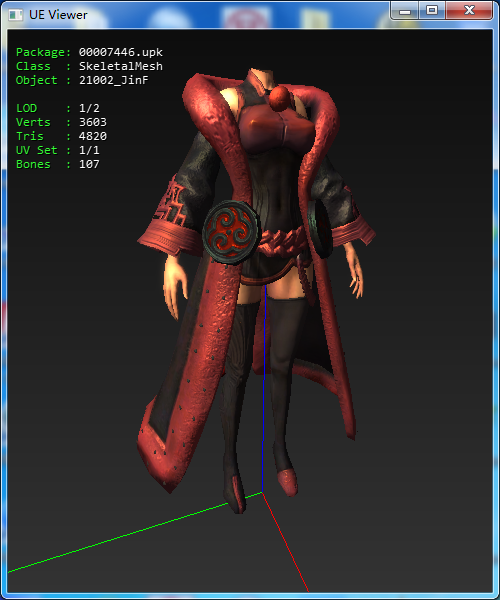 UE Viewer
Package: 00007446.upk
Class : SkeletalMesh
Object : 21002_JinF
LOD : 1/2
Verts : 3603
Tris : 4820
UV Set : 1/1
Bones : 107